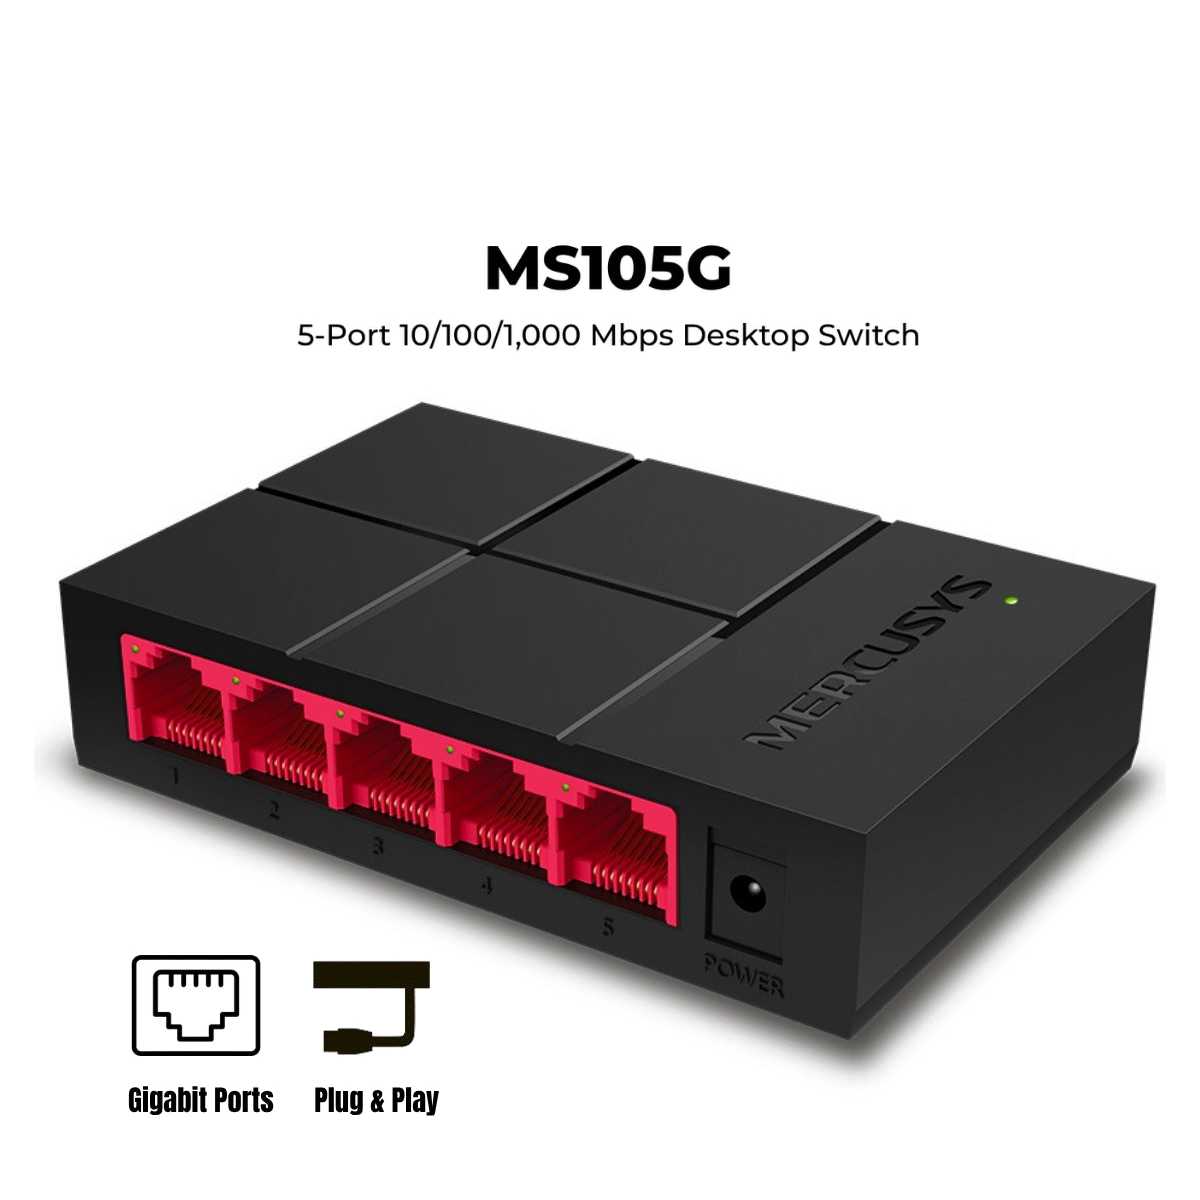 MS105G
5-Port 10/100/1,000 Mbps Desktop Switch
MERCUSYS
1
2
3
4
5
POWER
Gigabit Ports
Plug & Play